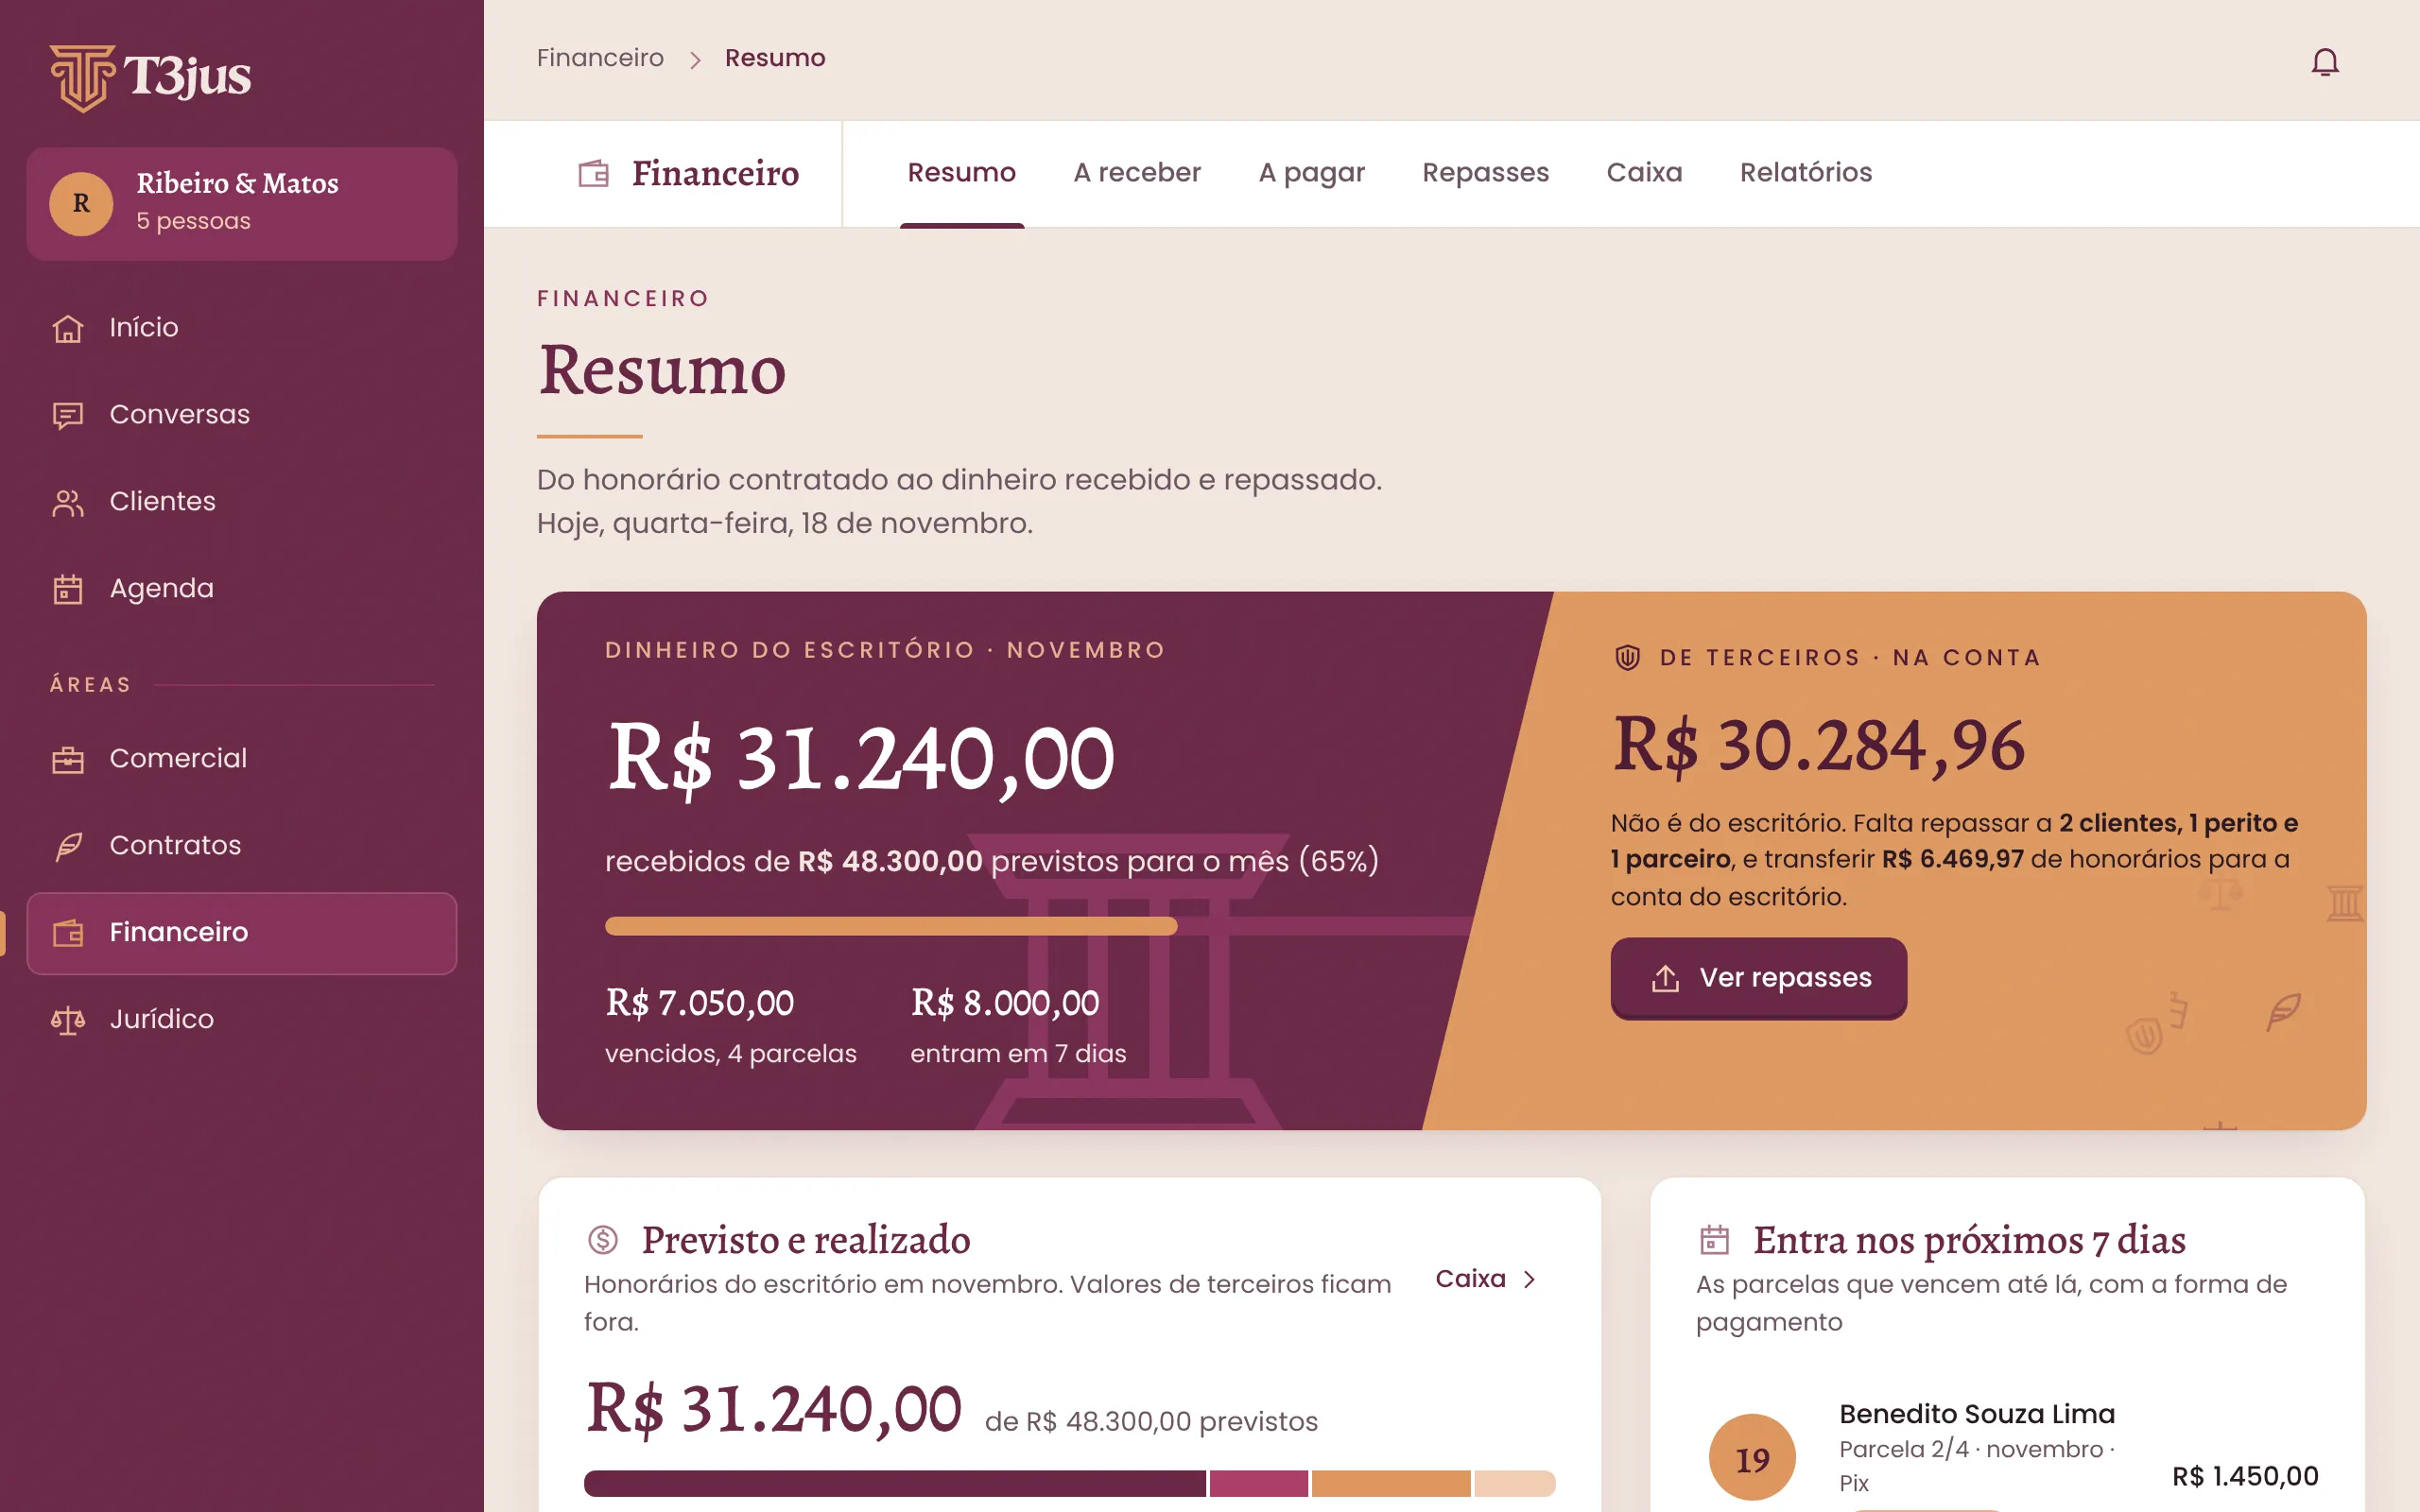 T3jus
R
Ribeiro & Matos
5 pessoas
Início
Conversas
Clientes
Agenda
ÁREAS
Comercial
Contratos
Financeiro
Jurídico
Financeiro > Resumo
Financeiro
Resumo
A receber
A pagar
Repasses
Caixa
Relatórios
FINANCEIRO
Resumo
Do honorário contratado ao dinheiro recebido e repassado.
Hoje, quarta-feira, 18 de novembro.
DINHEIRO DO ESCRITÓRIO · NOVEMBRO
R$ 31.240,00
recebidos de R$ 48.300,00 previstos para o mês (65%)
R$ 7.050,00
vencidos, 4 parcelas
R$ 8.000,00
entram em 7 dias
DE TERCEIROS · NA CONTA
R$ 30.284,96
Não é do escritório. Falta repassar a 2 clientes, 1 perito e
1 parceiro, e transferir R$ 6.469,97 de honorários para a
conta do escritório.
Ver repasses
Previsto e realizado
Honorários do escritório em novembro. Valores de terceiros ficam
fora.
Caixa
R$ 31.240,00 de R$ 48.300,00 previstos
Entra nos próximos 7 dias
As parcelas que vencem até lá, com a forma de
pagamento
19
Benedito Souza Lima
Parcela 2/4 · novembro ·
Pix
R$ 1.450,00